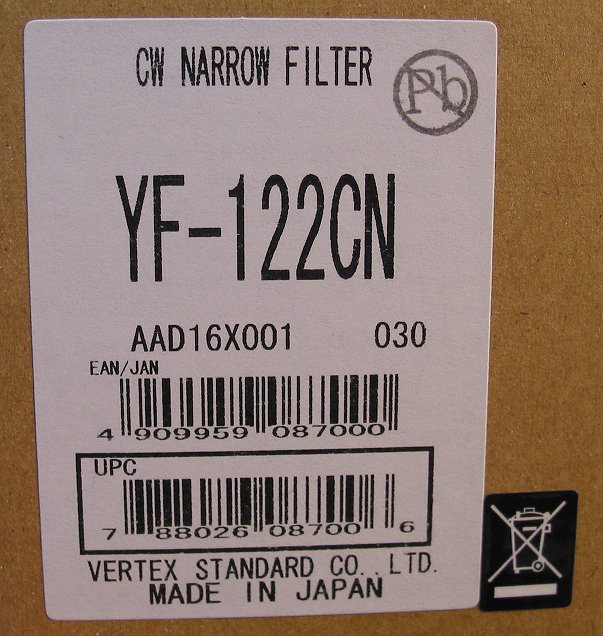 CW NARROW FILTER
Pb
YF-122CN
AAD16X001 030
EAN/JAN
4 909959 087000
UPC
7 88026 08700 6
VERTEX STANDARD CO.,LTD.
MADE IN JAPAN